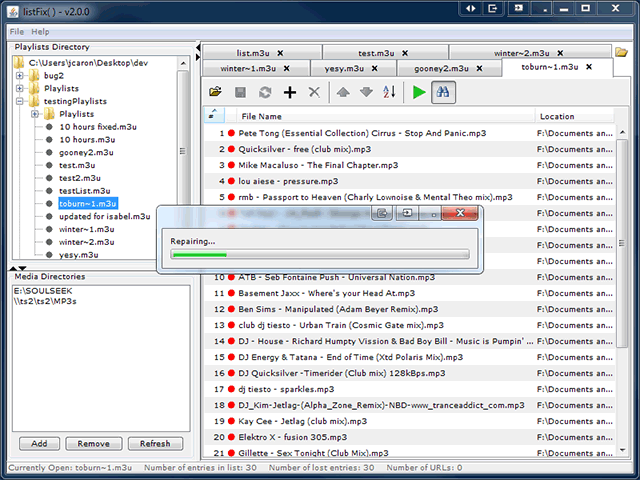 listFix( ) - v2.0.0
File Help
Playlists Directory
C:\Users\jcaron\Desktop\dev
bug2
Playlists
testingPlaylists
Playlists
10 hours fixed.m3u
10 hours.m3u
gooney2.m3u
test.m3u
test2.m3u
testList.m3u
toburn~1.m3u
updated for isabel.m3u
winter~1.m3u
winter~2.m3u
yesy.m3u
Media Directories
E:\SOULSEEK
\\ts2\ts2\MP3s
Add Remove Refresh
list.m3u test.m3u winter~2.m3u
winter~1.m3u yesy.m3u gooney2.m3u toburn~1.m3u
# File Name Location
1 Pete Tong (Essential Collection) Cirrus - Stop And Panic.mp3 F:\Documents an...
2 Quicksilver - free (club mix).mp3 F:\Documents an...
3 Mike Macaluso - The Final Chapter.mp3 F:\Documents an...
4 lou aiese - pressure.mp3 F:\Documents an...
5 rmb - Passport to Heaven (Charly Lownoise & Mental Theo mix).mp3 F:\Documents an...
Repairing...
10 ATB - Seb Fontaine Push - Universal Nation.mp3 F:\Documents an...
11 Basement Jaxx - Where's your Head At.mp3 F:\Documents an...
12 Ben Sims - Manipulated (Adam Beyer Remix).mp3 F:\Documents an...
13 club dj tiesto - Urban Train (Cosmic Gate mix).mp3 F:\Documents an...
14 DJ - House - Richard Humpty Vission & Bad Boy Bill - Music is Pumpin' ... F:\Documents an...
15 DJ Energy & Tatana - End of Time (Xtd Polaris Mix).mp3 F:\Documents an...
16 DJ Quicksilver -Timerider (Club mix) 128kBps.mp3 F:\Documents an...
17 dj tiesto - sparkles.mp3 F:\Documents an...
18 DJ_Kim-Jetlag-(Alpha_Zone_Remix)-NBD-www_tranceaddict_com.mp3 F:\Documents an...
19 Kay Cee - Jetlag (club mix).mp3 F:\Documents an...
20 Elektro X - fusion 305.mp3 F:\Documents an...
21 Gillette - Sex Tonight (Club Mix).mp3 F:\Documents an...
Currently Open: toburn~1.m3u Number of entries in list: 30 Number of lost entries: 30 Number of URLs: 0